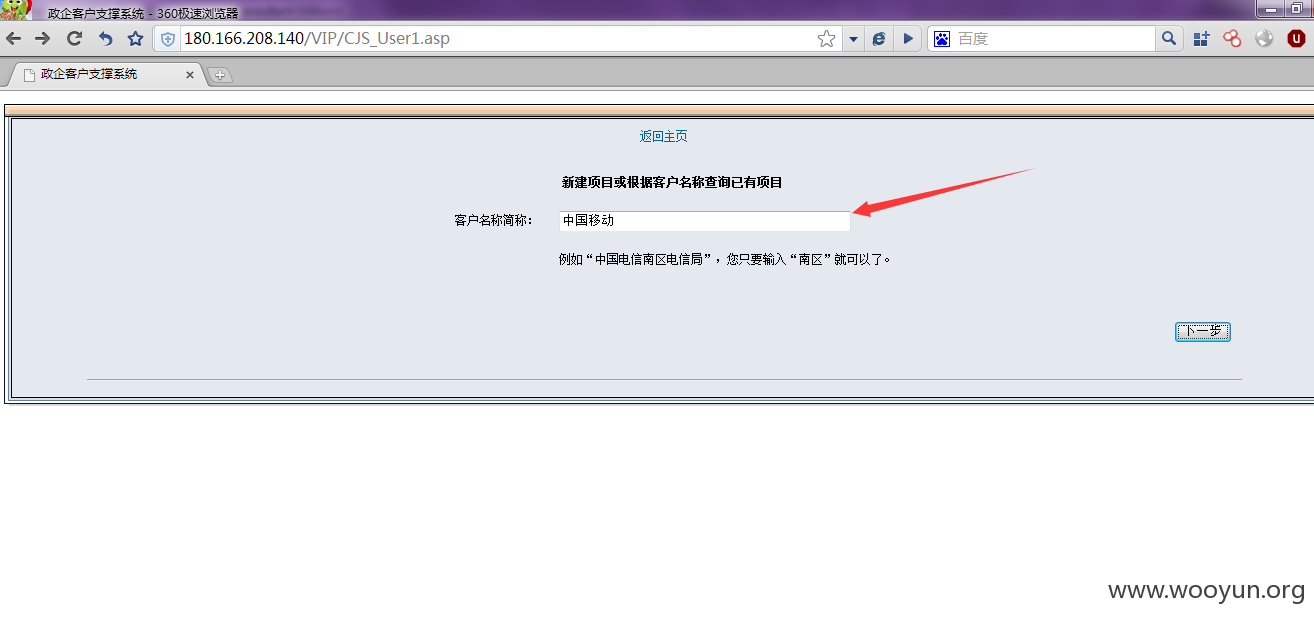 政企客户支撑系统 - 360极速浏览器
180.166.208.140/VIP/CJS_User1.asp
百度
政企客户支撑系统
返回主页
新建项目或根据客户名称查询已有项目
客户名称简称：
中国移动
例如“中国电信南区电信局”，您只要输入“南区”就可以了。
下一步
www.wooyun.org